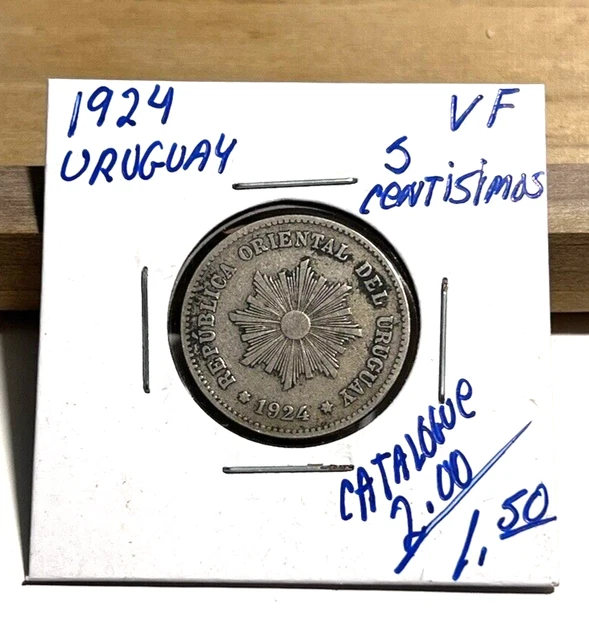 1924
URUGUAY
VF
5
CENTISIMOS
REPUBLICA ORIENTAL DEL URUGUAY
★ 1924 ★
CATALOGUE
2.00
1.50